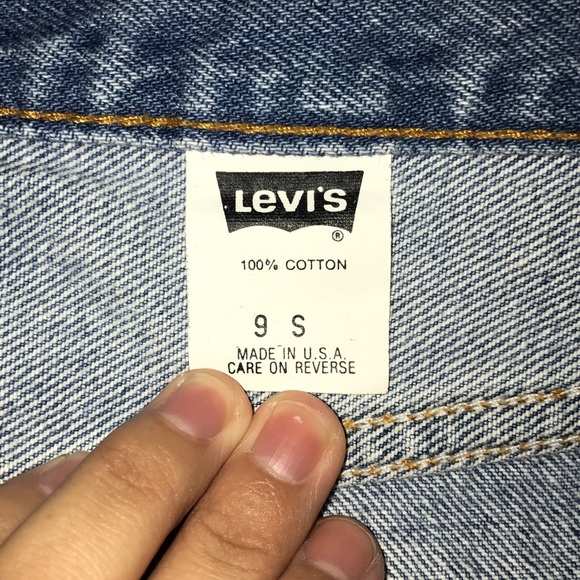 Levi's
®
100% COTTON
9 S
MADE IN U.S.A.
CARE ON REVERSE